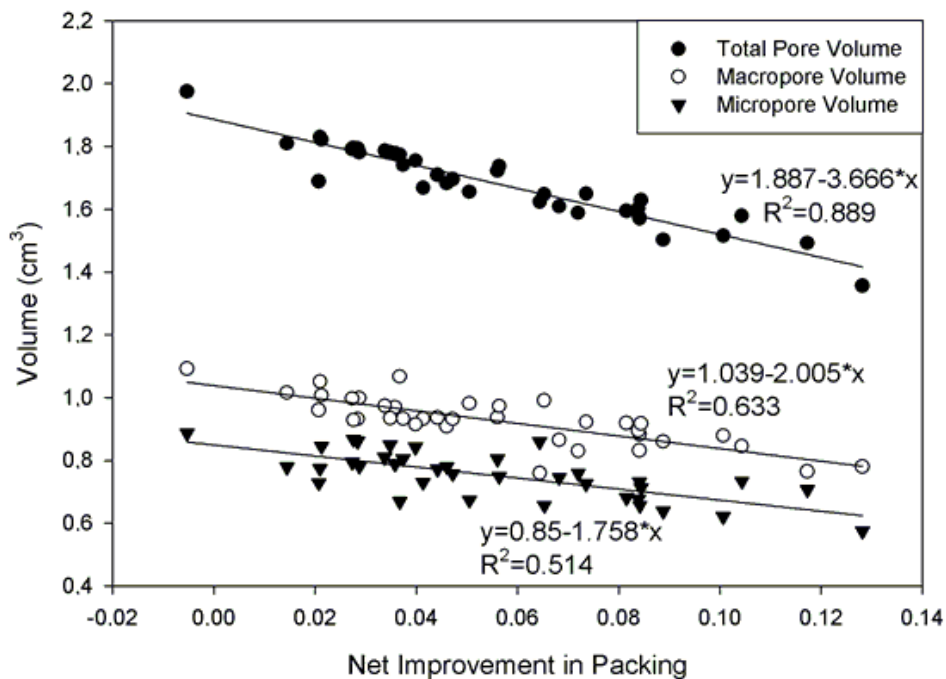 2.2
2.0
1.8
1.6
1.4
1.2
1.0
0.8
0.6
0.4
Volume (cm³)
Total Pore Volume
Macropore Volume
Micropore Volume
y=1.887-3.666*x
R²=0.889
y=1.039-2.005*x
R²=0.633
y=0.85-1.758*x
R²=0.514
-0.02 0.00 0.02 0.04 0.06 0.08 0.10 0.12 0.14
Net Improvement in Packing